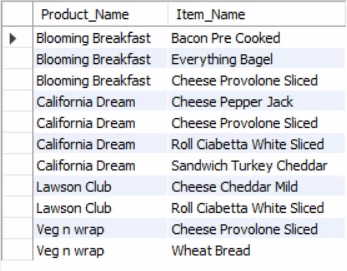 Product_Name Item_Name
Blooming Breakfast Bacon Pre Cooked
Blooming Breakfast Everything Bagel
Blooming Breakfast Cheese Provolone Sliced
California Dream Cheese Pepper Jack
California Dream Cheese Provolone Sliced
California Dream Roll Ciabetta White Sliced
California Dream Sandwich Turkey Cheddar
Lawson Club Cheese Cheddar Mild
Lawson Club Roll Ciabetta White Sliced
Veg n wrap Cheese Provolone Sliced
Veg n wrap Wheat Bread